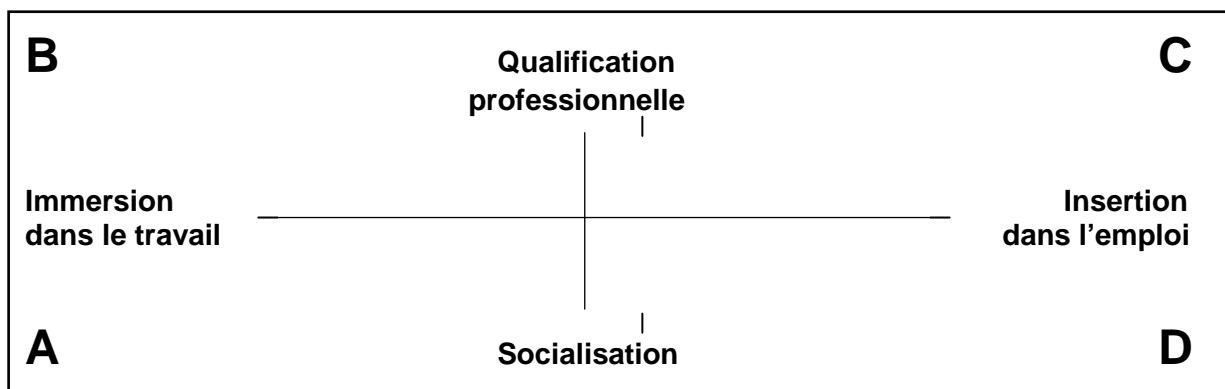 B
C
Qualification
professionnelle
Immersion
dans le travail
Insertion
dans l’emploi
A
Socialisation
D